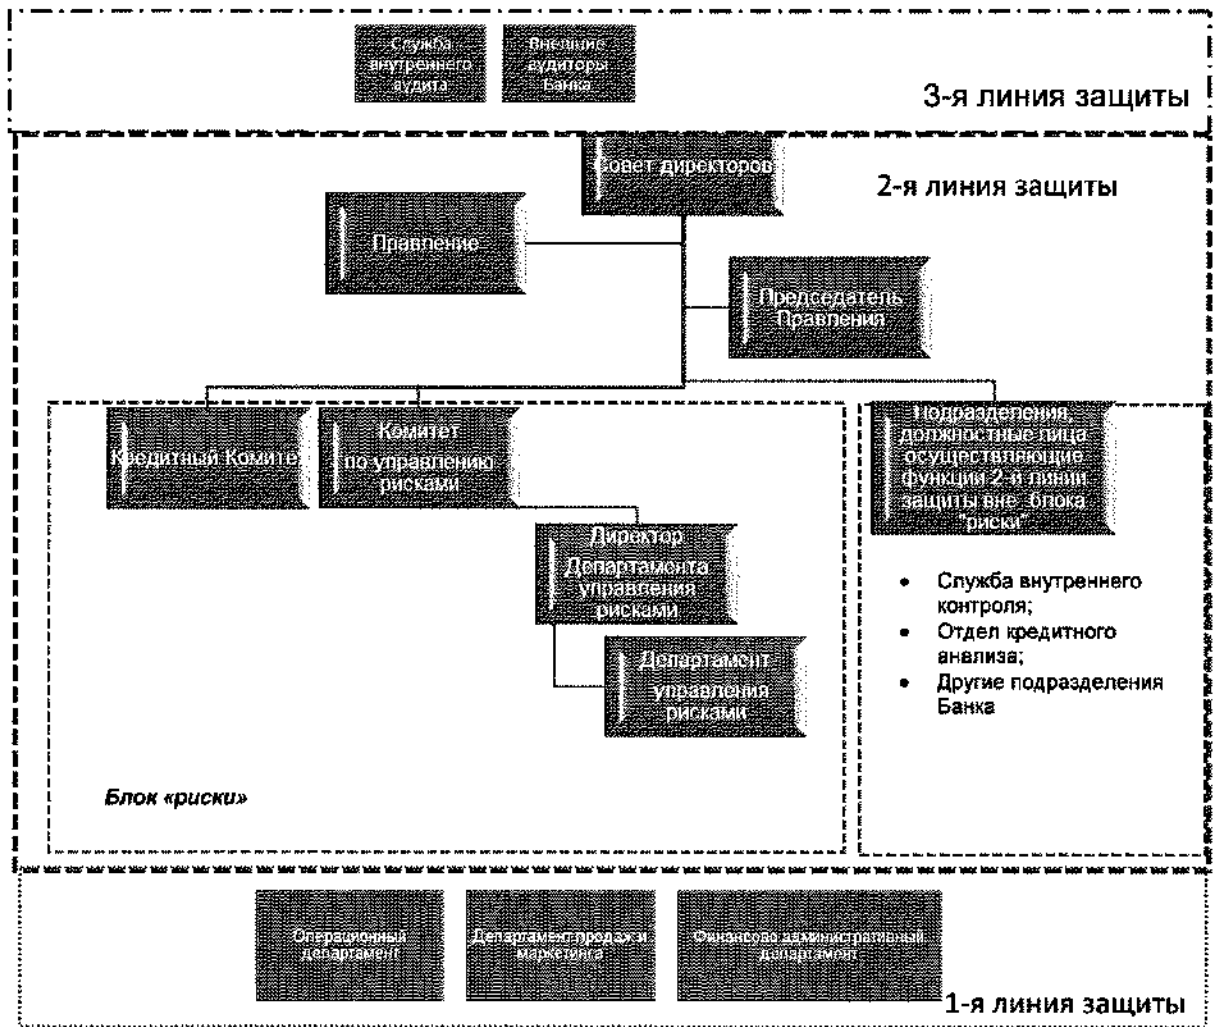 Служба
внутреннего
аудита
Внешние
аудиторы
Банка
3-я линия защиты
овет директоров
2-я линия защиты
Правление
Председатель
Правления
Кредитный Комите
Комитет
по управлению
рисками
Подразделения,
должностные лица
осуществляющие
функции 2-й линии
защиты вне блока
"риски"
Директор
Департамента
управления
рисками
Департамент
управления
рисками
• Служба внутреннего
контроля;
• Отдел кредитного
анализа;
• Другие подразделения
Банка
Блок «риски»
Операционный
департамент
Департамент продаж и
маркетинга
Финансово административный
департамент
1-я линия защиты